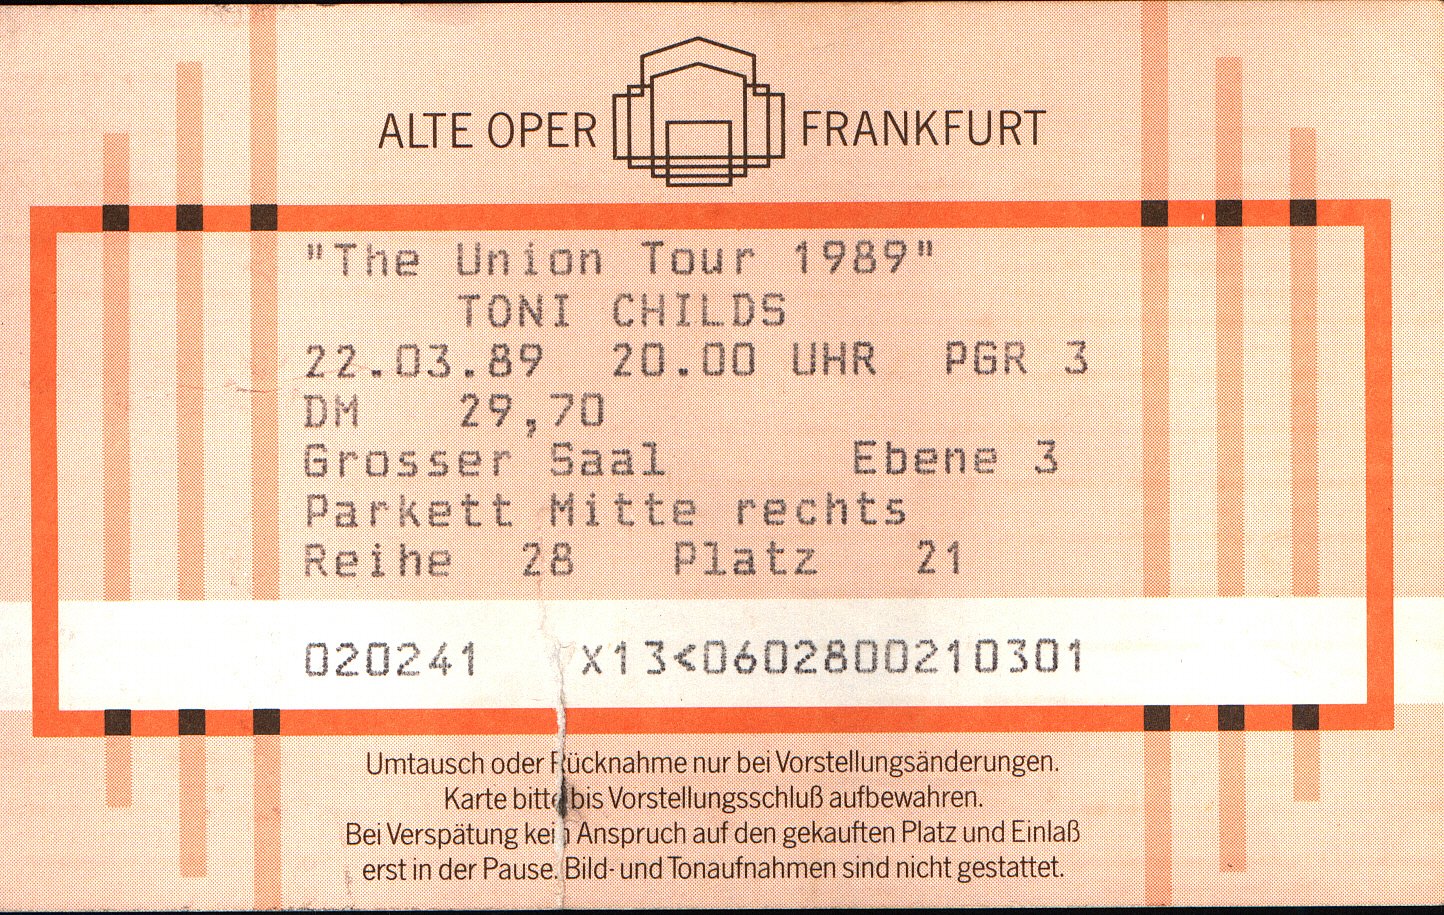 ALTE OPER FRANKFURT
"The Union Tour 1989"
TONI CHILDS
22.03.89 20.00 UHR PGR 3
DM 29,70
Grosser Saal Ebene 3
Parkett Mitte rechts
Reihe 28 Platz 21
020241 X13<0602800210301
Umtausch oder Rücknahme nur bei Vorstellungsänderungen.
Karte bitte bis Vorstellungsschluß aufbewahren.
Bei Verspätung kein Anspruch auf den gekauften Platz und Einlaß
erst in der Pause. Bild- und Tonaufnahmen sind nicht gestattet.